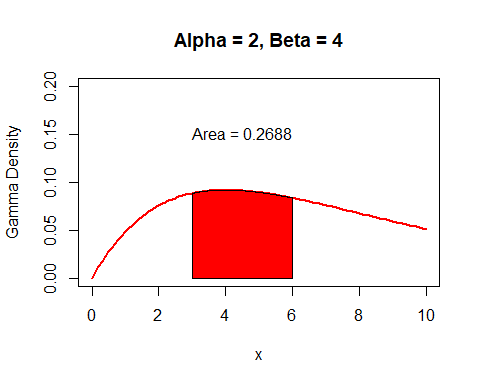 Alpha = 2, Beta = 4
Gamma Density
0.20
0.15
0.10
0.05
0.00
Area = 0.2688
0 2 4 6 8 10
x